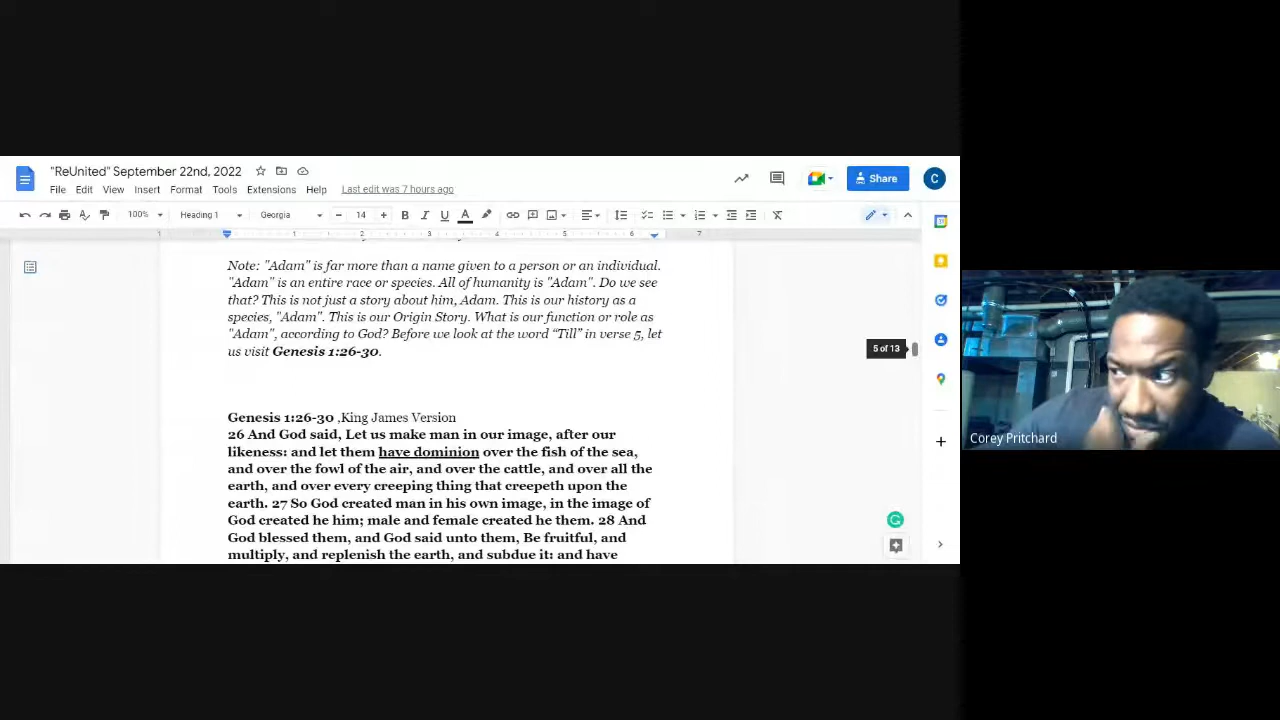 "ReUnited" September 22nd, 2022
File Edit View Insert Format Tools Extensions Help Last edit was 7 hours ago
Share
C
100% Heading 1 Georgia − 14 + B I U A
1 1 2 3 4 5 6 7
Note: "Adam" is far more than a name given to a person or an individual.
"Adam" is an entire race or species. All of humanity is "Adam". Do we see
that? This is not just a story about him, Adam. This is our history as a
species, "Adam". This is our Origin Story. What is our function or role as
"Adam", according to God? Before we look at the word “Till” in verse 5, let
us visit Genesis 1:26-30.
5 of 13
Genesis 1:26-30 ,King James Version
26 And God said, Let us make man in our image, after our
likeness: and let them have dominion over the fish of the sea,
and over the fowl of the air, and over the cattle, and over all the
earth, and over every creeping thing that creepeth upon the
earth. 27 So God created man in his own image, in the image of
God created he him; male and female created he them. 28 And
God blessed them, and God said unto them, Be fruitful, and
multiply, and replenish the earth, and subdue it: and have
Corey Pritchard